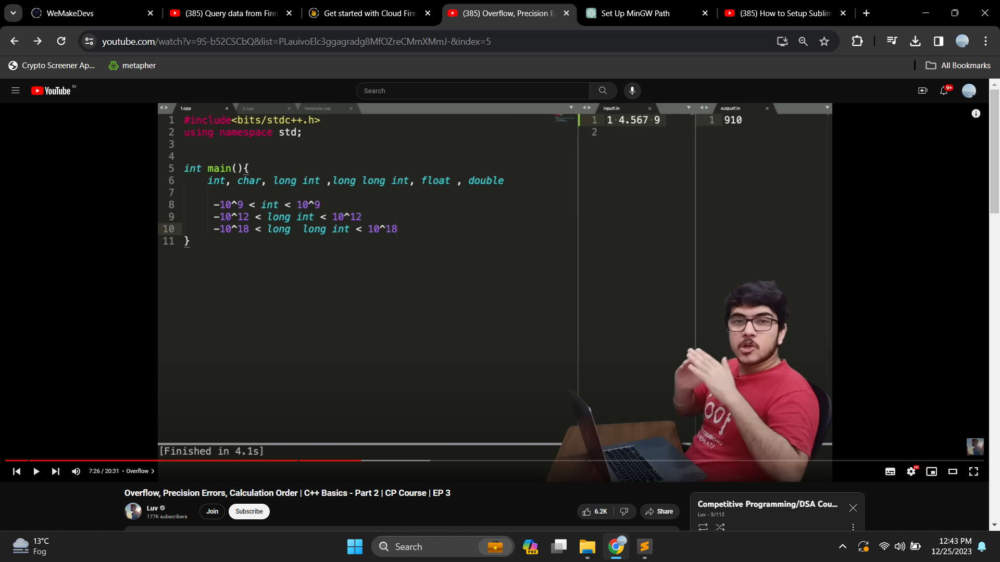 WeMakeDevs
(385) Query data from Fire
Get started with Cloud Fire
(385) Overflow, Precision E
Set Up MinGW Path
(385) How to Setup Sublim
youtube.com/watch?v=9S-b52CSCbQ&list=PLauivoElc3ggagradg8MfOZreCMmXMmJ-&index=5
Crypto Screener Ap...
metapher
All Bookmarks
YouTube IN
Search
9+
1.cpp
2.cpp
template.cpp
inputf.in
outputf.in
1 #include<bits/stdc++.h>
2 using namespace std;
3
4
5 int main(){
6 int, char, long int ,long long int, float , double
7
8 -10^9 < int < 10^9
9 -10^12 < long int < 10^12
10 -10^18 < long  long int < 10^18
11 }
1 1 4.567 9
2
1 910
[Finished in 4.1s]
7:26 / 20:31 • Overflow
HD
Overflow, Precision Errors, Calculation Order | C++ Basics - Part 2 | CP Course | EP 3
Luv
177K subscribers
Join
Subscribe
6.2K
Share
Competitive Programming/DSA Cou...
Luv - 5/112
13°C
Fog
Search
PRE
12:43 PM
12/25/2023